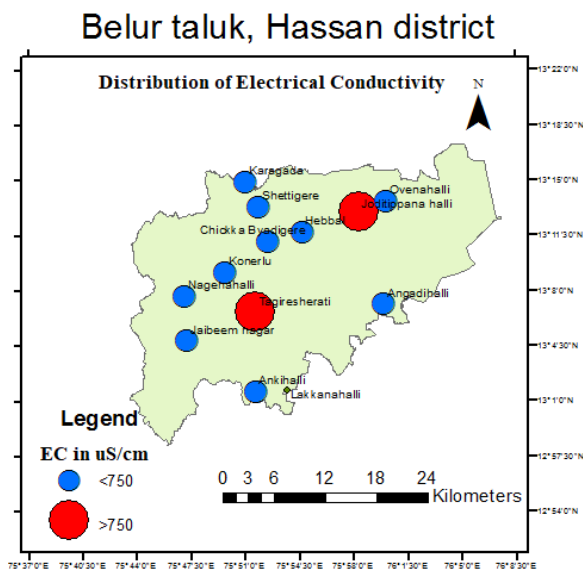 Belur taluk, Hassan district
Distribution of Electrical Conductivity
N
13°22'0"N
13°18'30"N
13°15'0"N
13°11'30"N
13°8'0"N
13°4'30"N
13°1'0"N
12°57'30"N
12°54'0"N
Karagada
Shettigere
Ovenahalli
Joditippana halli
Hebbal
Chickka Byadigere
Konerlu
Nagenahalli
Tagiresherati
Angadihalli
Jaibeem nagar
Ankihalli
Lakkanahalli
Legend
EC in uS/cm
<750
>750
0 3 6 12 18 24
Kilometers
75°37'0"E 75°40'30"E 75°44'0"E 75°47'30"E 75°51'0"E 75°54'30"E 75°58'0"E 76°1'30"E 76°5'0"E 76°8'30"E